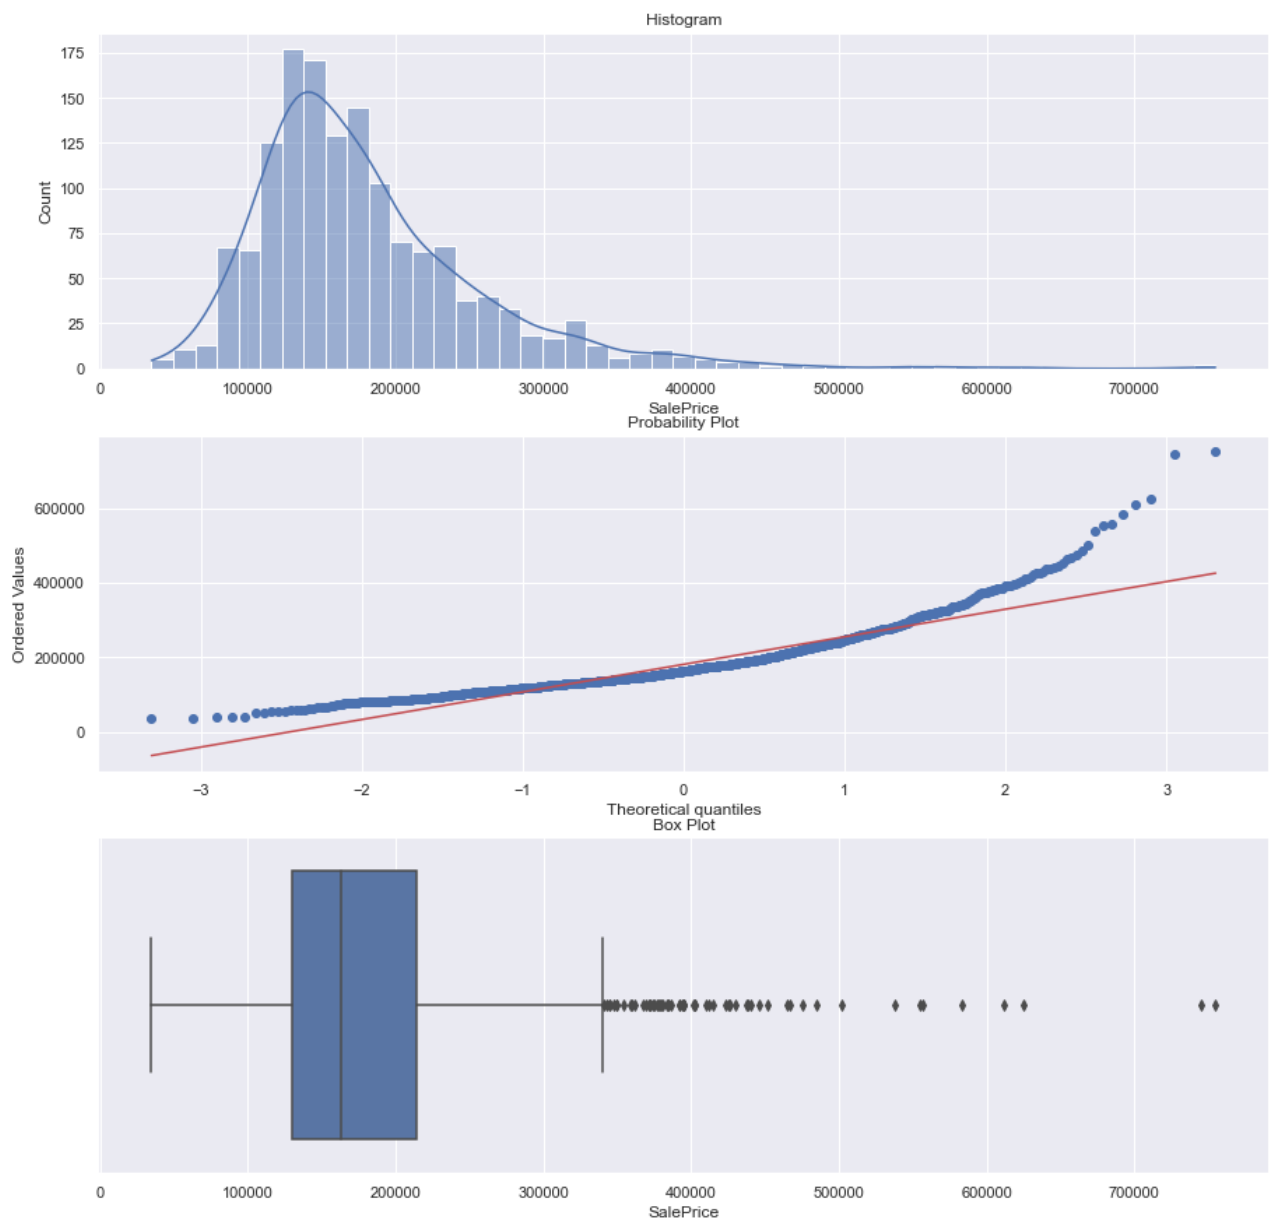 Histogram
175
150
125
100
75
50
25
0
Count
0 100000 200000 300000 400000 500000 600000 700000
SalePrice
Probability Plot
600000
400000
200000
0
Ordered Values
−3 −2 −1 0 1 2 3
Theoretical quantiles
Box Plot
0 100000 200000 300000 400000 500000 600000 700000
SalePrice